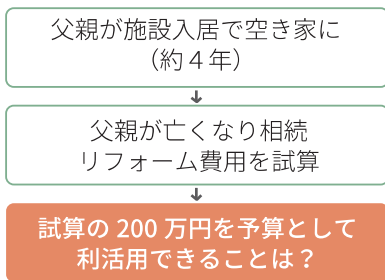 父親が施設入居で空き家に
（約４年）
父親が亡くなり相続
リフォーム費用を試算
試算の 200 万円を予算として
利活用できることは？